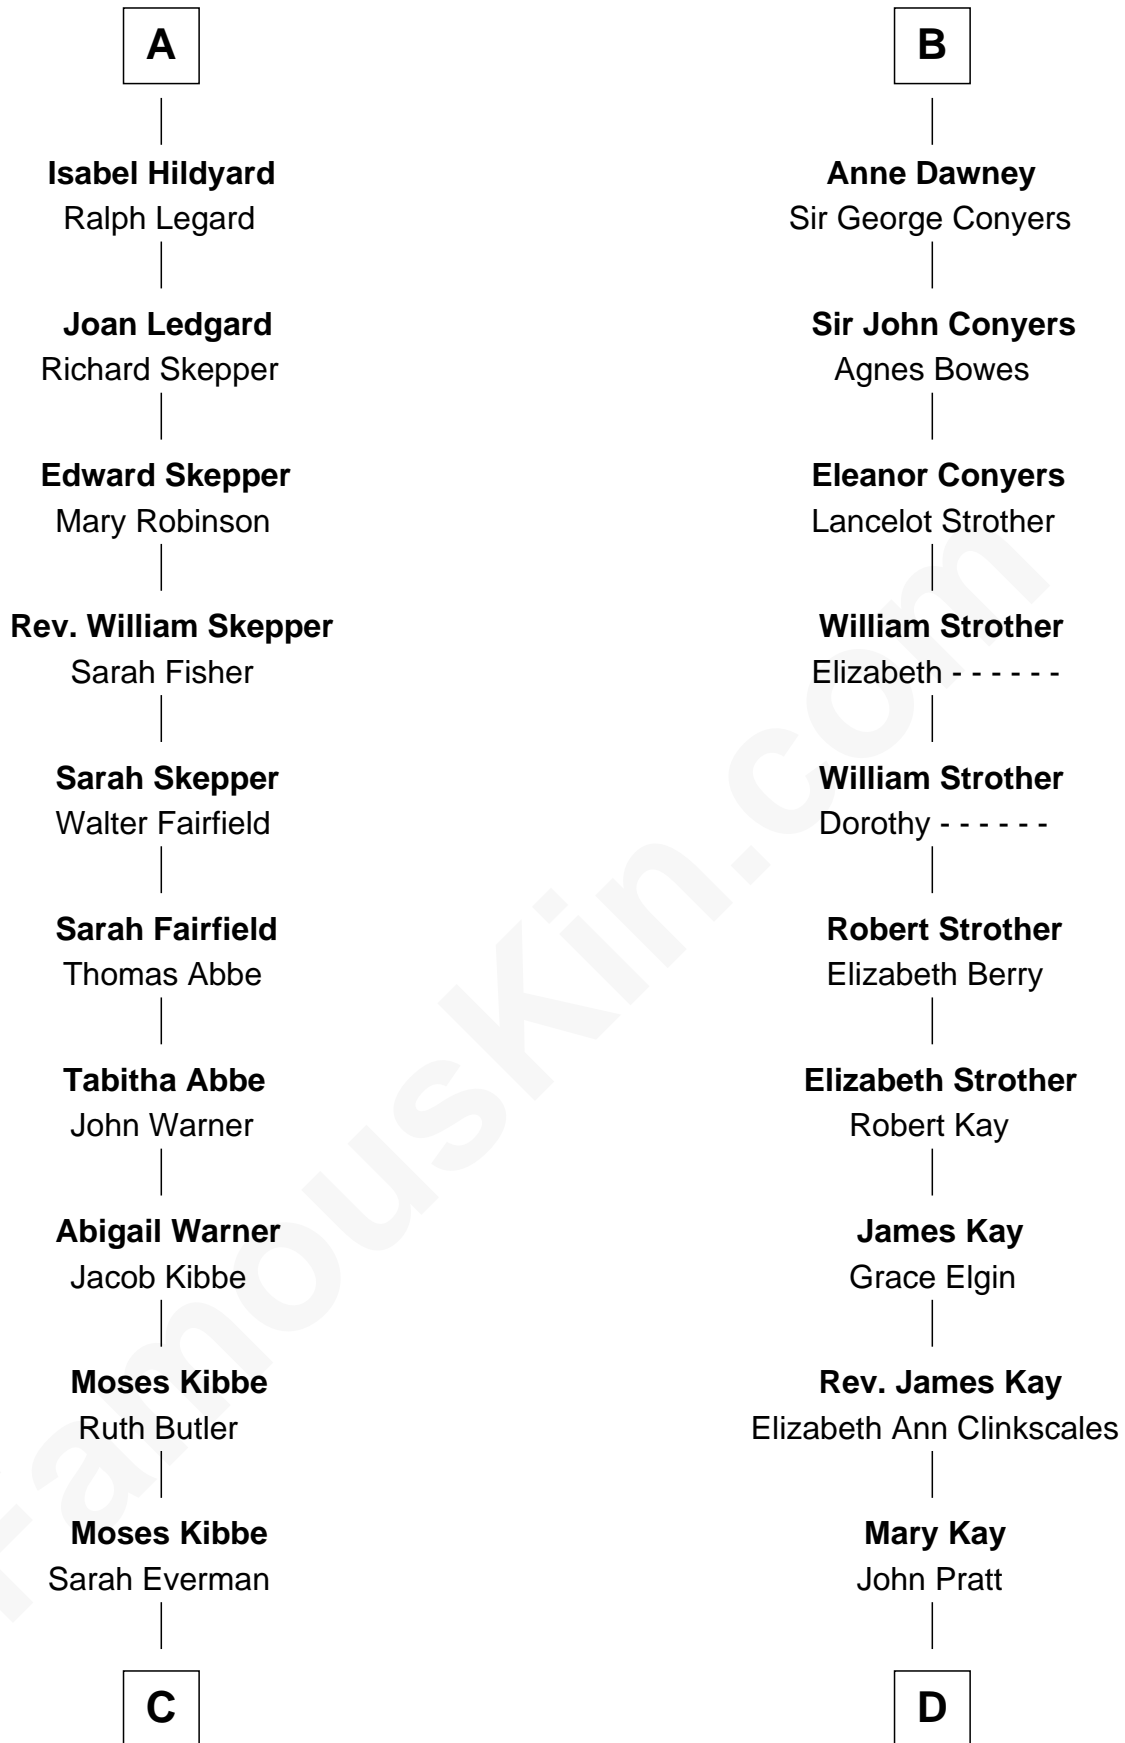 A
Isabel Hildyard
Ralph Legard
Joan Ledgard
Richard Skepper
Edward Skepper
Mary Robinson
Rev. William Skepper
Sarah Fisher
Sarah Skepper
Walter Fairfield
Sarah Fairfield
Thomas Abbe
Tabitha Abbe
John Warner
Abigail Warner
Jacob Kibbe
Moses Kibbe
Ruth Butler
Moses Kibbe
Sarah Everman
C
B
Anne Dawney
Sir George Conyers
Sir John Conyers
Agnes Bowes
Eleanor Conyers
Lancelot Strother
William Strother
Elizabeth - - - - - -
William Strother
Dorothy - - - - - -
Robert Strother
Elizabeth Berry
Elizabeth Strother
Robert Kay
James Kay
Grace Elgin
Rev. James Kay
Elizabeth Ann Clinkscales
Mary Kay
John Pratt
D
FamousKin.com